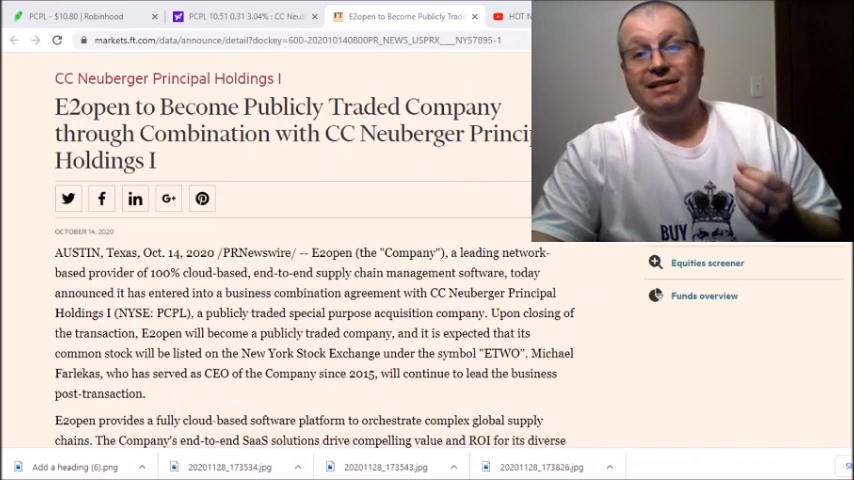 PCPL - $10.80 | Robinhood
PCPL 10.51 0.31 3.04% : CC Neu
E2open to Become Publicly Trad
HOT N
markets.ft.com/data/announce/detail?dockey=600-202010140800PR_NEWS_USPRX____NY57895-1
CC Neuberger Principal Holdings I
E2open to Become Publicly Traded Company
through Combination with CC Neuberger Princip
Holdings I
OCTOBER 14, 2020
AUSTIN, Texas, Oct. 14, 2020 /PRNewswire/ -- E2open (the "Company"), a leading network-
based provider of 100% cloud-based, end-to-end supply chain management software, today
announced it has entered into a business combination agreement with CC Neuberger Principal
Holdings I (NYSE: PCPL), a publicly traded special purpose acquisition company. Upon closing of
the transaction, E2open will become a publicly traded company, and it is expected that its
common stock will be listed on the New York Stock Exchange under the symbol "ETWO". Michael
Farlekas, who has served as CEO of the Company since 2015, will continue to lead the business
post-transaction.
E2open provides a fully cloud-based software platform to orchestrate complex global supply
chains. The Company's end-to-end SaaS solutions drive compelling value and ROI for its diverse
BUY
Equities screener
Funds overview
Add a heading (6).png
20201128_173534.jpg
20201128_173543.jpg
20201128_173826.jpg